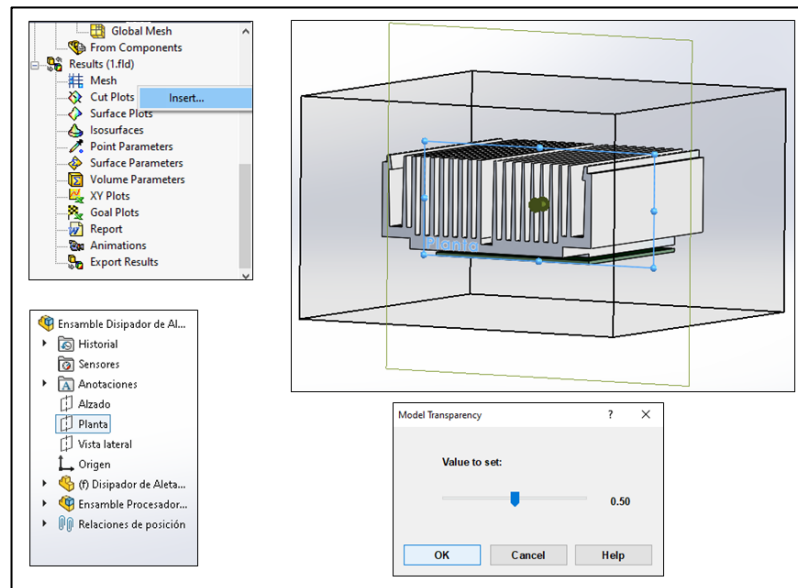 Global Mesh
From Components
Results (1.fld)
Mesh
Cut Plots
Insert...
Surface Plots
Isosurfaces
Point Parameters
Surface Parameters
Volume Parameters
XY Plots
Goal Plots
Report
Animations
Export Results
Planta
Ensamble Disipador de Al...
Historial
Sensores
Anotaciones
Alzado
Planta
Vista lateral
Origen
(f) Disipador de Aleta...
Ensamble Procesador...
Relaciones de posición
Model Transparency
Value to set:
0.50
OK Cancel Help